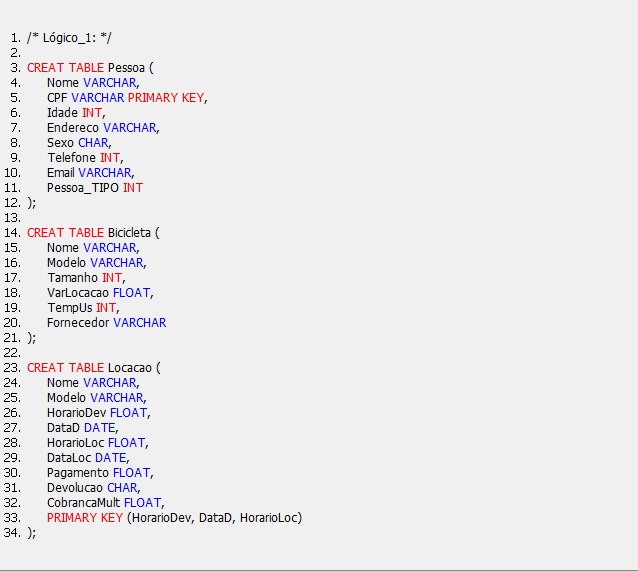 1. /* Lógico_1: */
2.
3. CREAT TABLE Pessoa (
4. Nome VARCHAR,
5. CPF VARCHAR PRIMARY KEY,
6. Idade INT,
7. Endereco VARCHAR,
8. Sexo CHAR,
9. Telefone INT,
10. Email VARCHAR,
11. Pessoa_TIPO INT
12. );
13.
14. CREAT TABLE Bicicleta (
15. Nome VARCHAR,
16. Modelo VARCHAR,
17. Tamanho INT,
18. VarLocacao FLOAT,
19. TempUs INT,
20. Fornecedor VARCHAR
21. );
22.
23. CREAT TABLE Locacao (
24. Nome VARCHAR,
25. Modelo VARCHAR,
26. HorarioDev FLOAT,
27. DataD DATE,
28. HorarioLoc FLOAT,
29. DataLoc DATE,
30. Pagamento FLOAT,
31. Devolucao CHAR,
32. CobrancaMult FLOAT,
33. PRIMARY KEY (HorarioDev, DataD, HorarioLoc)
34. );